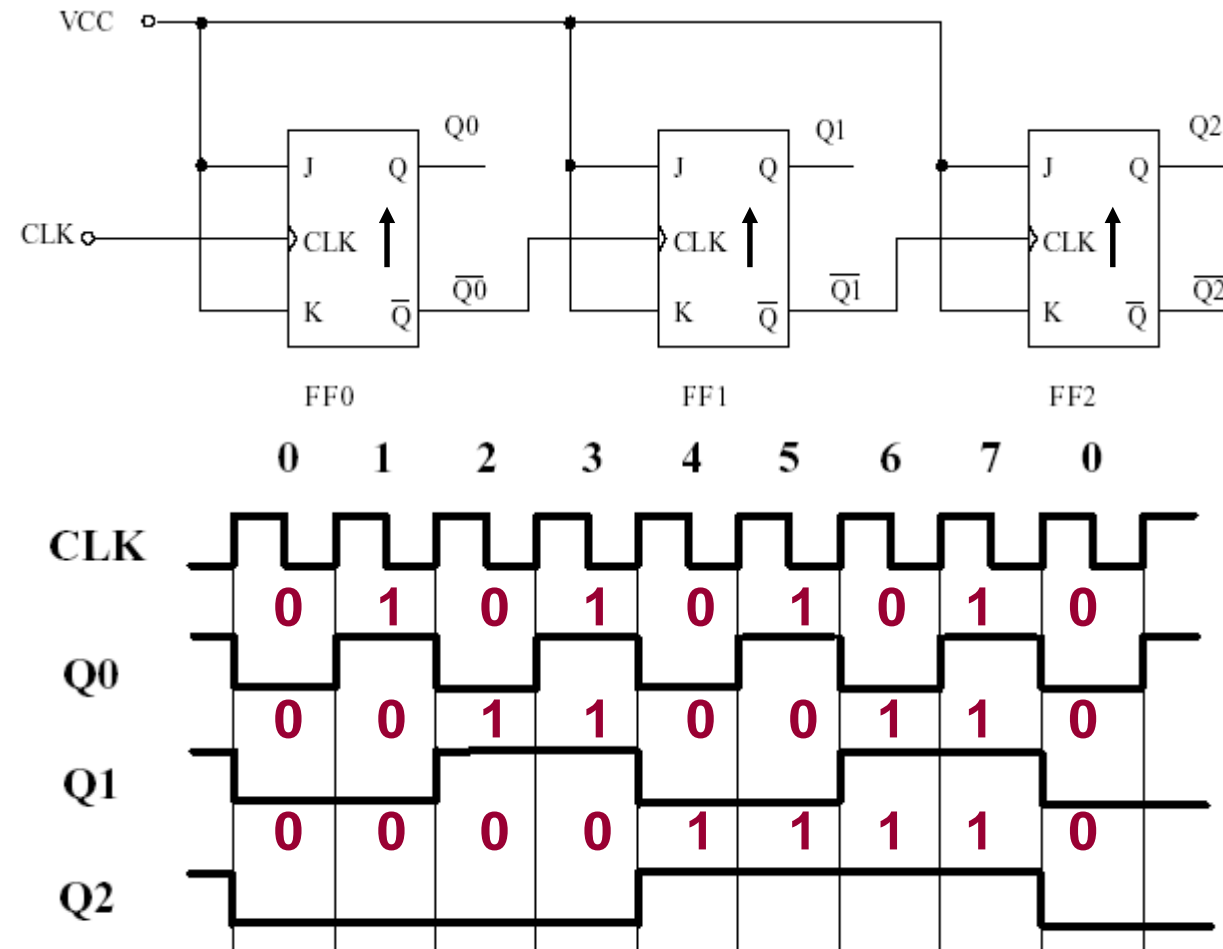 VCC
Q0 Q1 Q2
J Q J Q J Q
CLK CLK CLK CLK
Q̅0̅ Q̅1̅ Q̅2̅
K Q̅ K Q̅ K Q̅
FF0 FF1 FF2
0 1 2 3 4 5 6 7 0
CLK
0 1 0 1 0 1 0 1 0
Q0
0 0 1 1 0 0 1 1 0
Q1
0 0 0 0 1 1 1 1 0
Q2